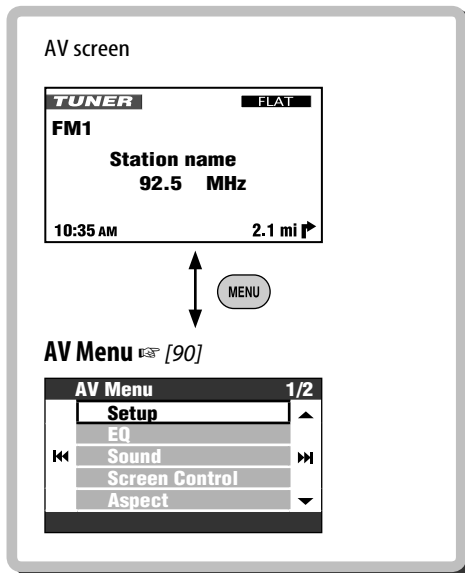 AV screen
TUNER FLAT
FM1
Station name
92.5 MHz
10:35 AM 2.1 mi
MENU
AV Menu ☞ [90]
AV Menu 1/2
Setup
EQ
Sound
Screen Control
Aspect